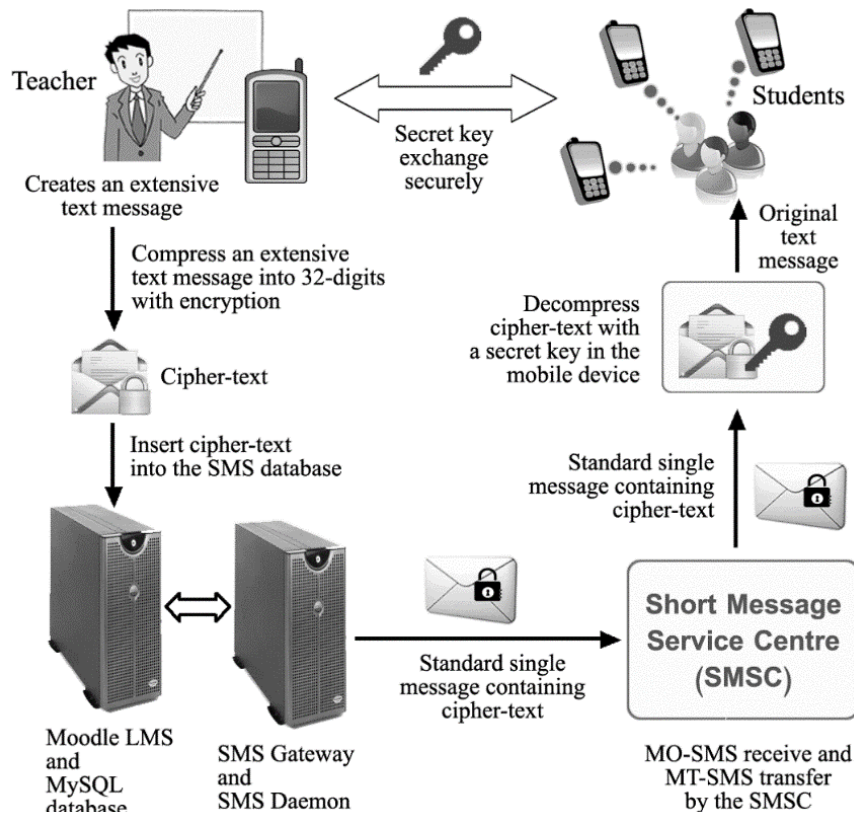 Teacher
Secret key
exchange
securely
Students
Creates an extensive
text message
Compress an extensive
text message into 32-digits
with encryption
Cipher-text
Insert cipher-text
into the SMS database
Original
text
message
Decompress
cipher-text with
a secret key in the
mobile device
Standard single
message containing
cipher-text
Short Message
Service Centre
(SMSC)
Standard single
message containing
cipher-text
Moodle LMS
and
MySQL
database
SMS Gateway
and
SMS Daemon
MO-SMS receive and
MT-SMS transfer
by the SMSC